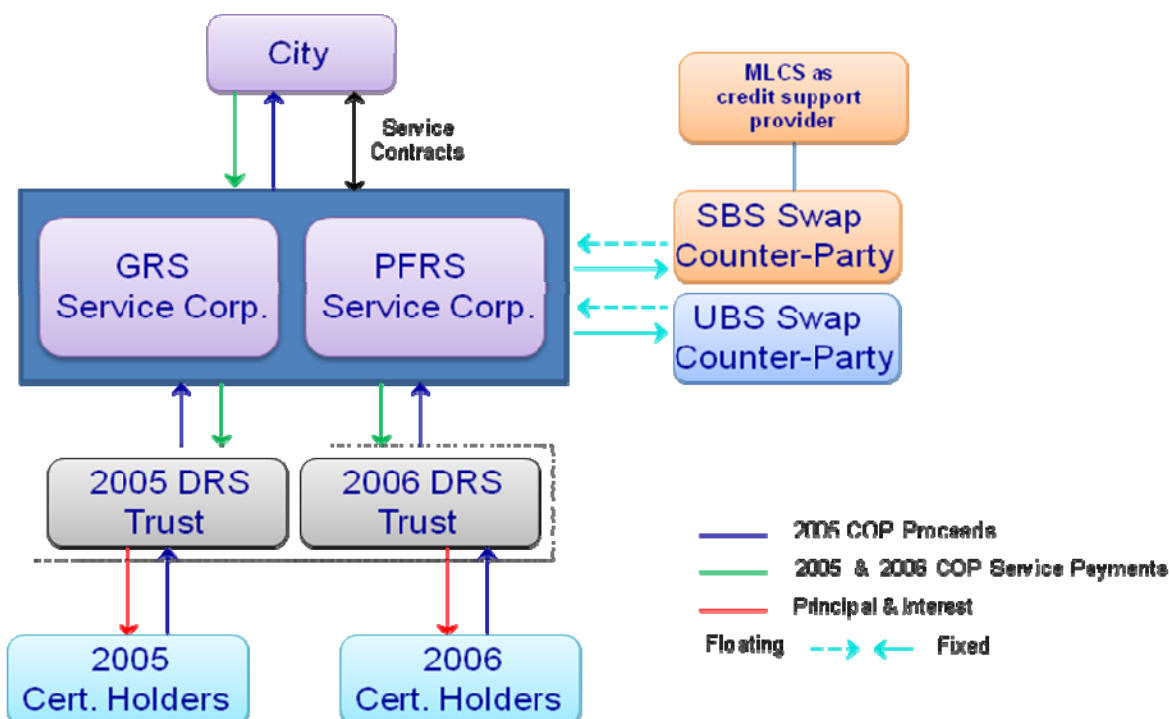 City
MLCS as
credit support
provider
Service
Contracts
GRS
Service Corp.
PFRS
Service Corp.
SBS Swap
Counter-Party
UBS Swap
Counter-Party
2005 DRS
Trust
2006 DRS
Trust
2005 COP Proceeds
2005 & 2006 COP Service Payments
Principal & Interest
Floating
Fixed
2005
Cert. Holders
2006
Cert. Holders